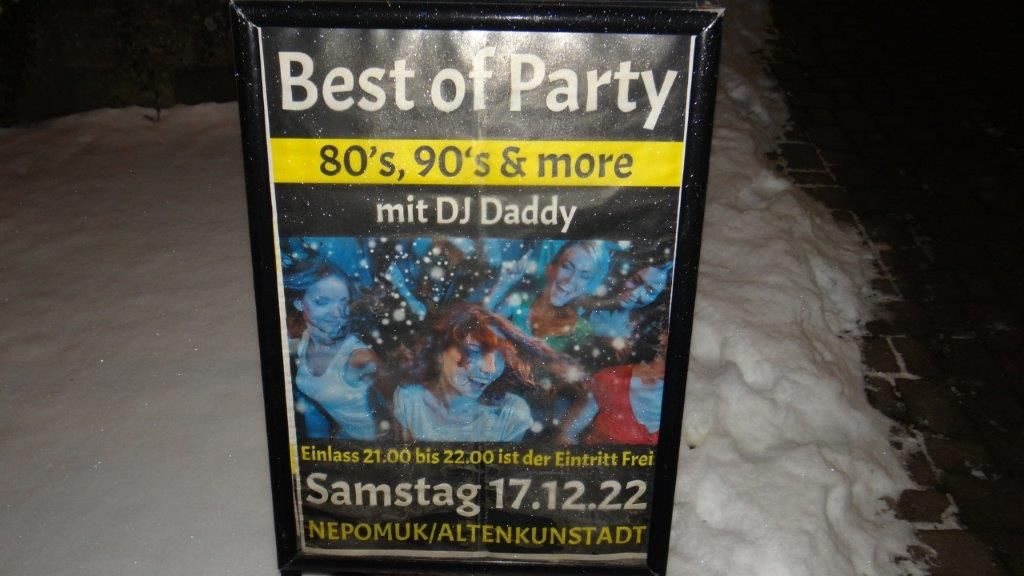 Best of Party
80's, 90's & more
mit DJ Daddy
Einlass 21.00 bis 22.00 ist der Eintritt Frei
Samstag 17.12.22
NEPOMUK/ALTENKUNSTADT